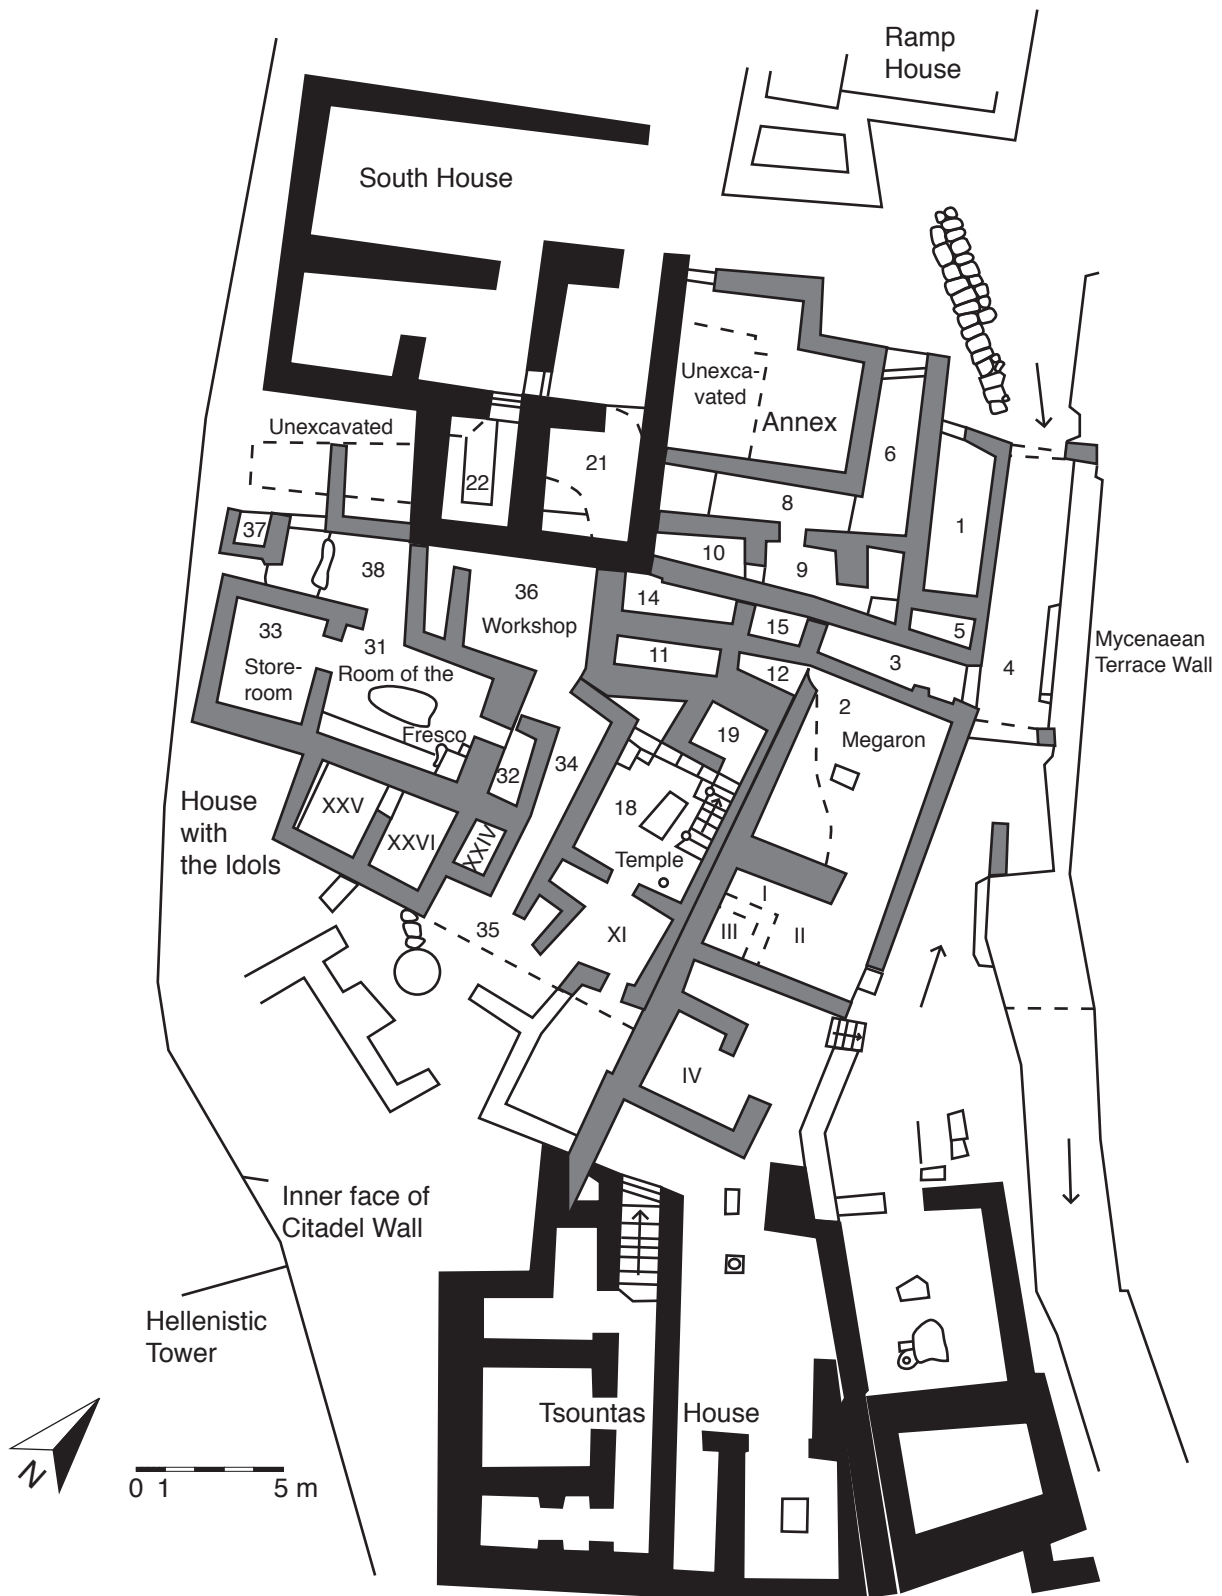 Ramp
House
South House
Unexca-
vated
Annex
Unexcavated
6
22
21
8
1
37
10
38
9
36
14
Workshop
15
5
33
31
11
3
4
Mycenaean
Terrace Wall
Store-
room
Room of the
12
2
Fresco
19
Megaron
32
34
House
with
the Idols
XXV
XXVI
XXIV
18
Temple
I
35
XI
III
II
IV
Inner face of
Citadel Wall
Hellenistic
Tower
Tsountas House
N
0 1 5 m